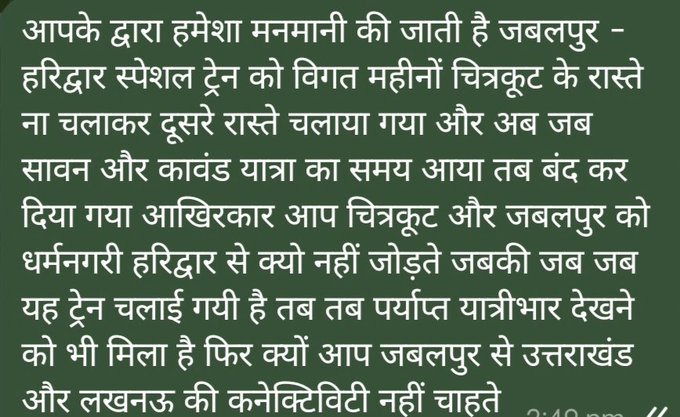 आपके द्वारा हमेशा मनमानी की जाती है जबलपुर -
हरिद्वार स्पेशल ट्रेन को विगत महीनों चित्रकूट के रास्ते
ना चलाकर दूसरे रास्ते चलाया गया और अब जब
सावन और कावंड यात्रा का समय आया तब बंद कर
दिया गया आखिरकार आप चित्रकूट और जबलपुर को
धर्मनगरी हरिद्वार से क्यो नहीं जोड़ते जबकी जब जब
यह ट्रेन चलाई गयी है तब तब पर्याप्त यात्रीभार देखने
को भी मिला है फिर क्यों आप जबलपुर से उत्तराखंड
और लखनऊ की कनेक्टिविटी नहीं चाहते